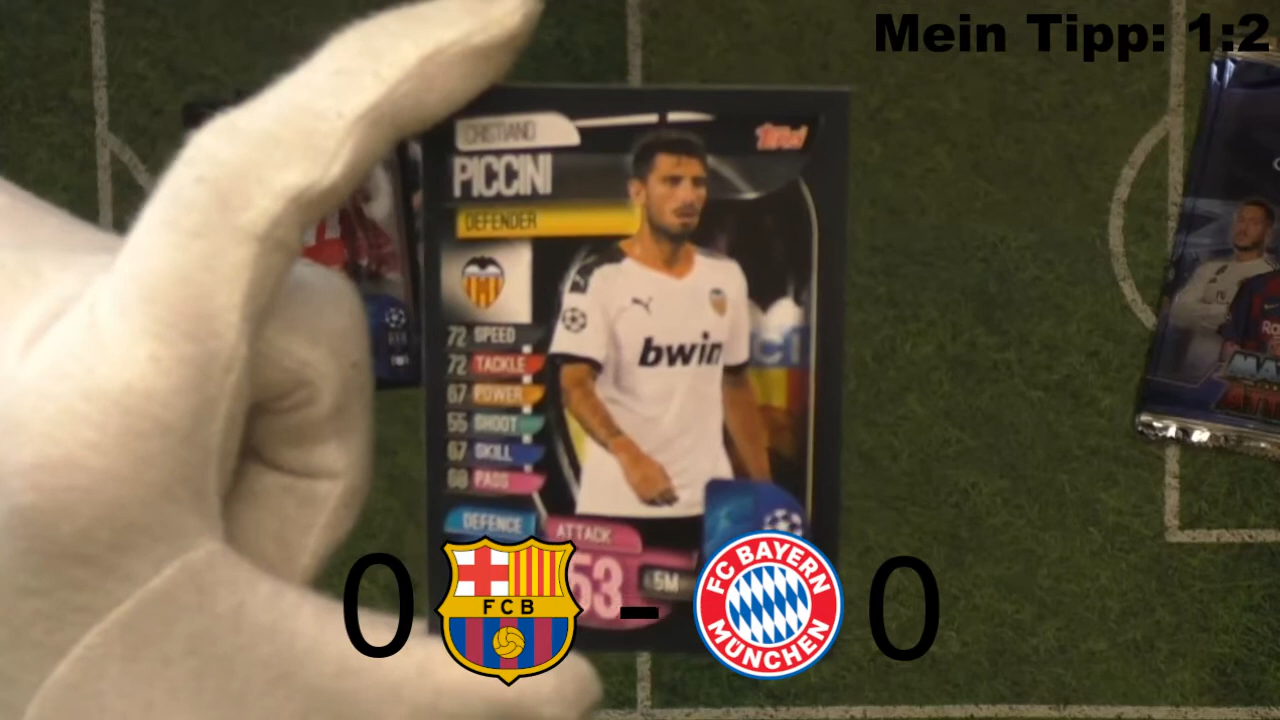 Mein Tipp: 1:2
CRISTIANO
Topps
PICCINI
DEFENDER
72 SPEED
72 TACKLE
67 POWER
55 SHOOT
67 SKILL
68 PASS
bwin
DEFENCE
ATTACK
53
5M
0 FCB - FC BAYERN MÜNCHEN 0